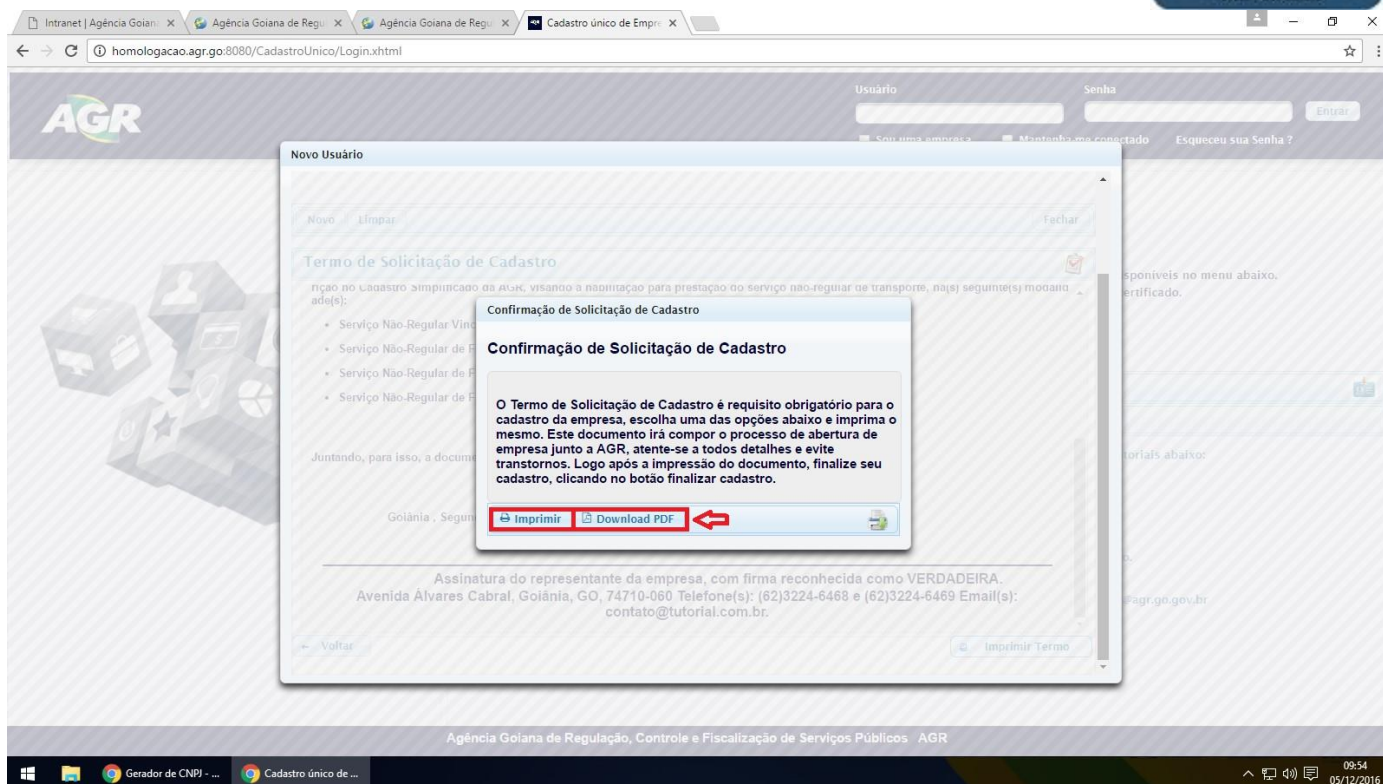 Intranet | Agência Goian
Agência Goiana de Regu
Agência Goiana de Regu
Cadastro único de Empre
homologacao.agr.go:8080/CadastroUnico/Login.xhtml
AGR
Usuário
Senha
Entrar
Sou uma empresa
Mantenha-me conectado
Esqueceu sua Senha ?
Novo Usuário
Novo
Limpar
Fechar
Termo de Solicitação de Cadastro
rição no Cadastro Simplificado da AGR, visando a habilitação para prestação do serviço não-regular de transporte, na(s) seguinte(s) modalid
ade(s):
• Serviço Não-Regular Vinc
• Serviço Não-Regular de F
• Serviço Não-Regular de F
• Serviço Não-Regular de F
Juntando, para isso, a docume
Goiânia , Segun
Confirmação de Solicitação de Cadastro
Confirmação de Solicitação de Cadastro
O Termo de Solicitação de Cadastro é requisito obrigatório para o
cadastro da empresa, escolha uma das opções abaixo e imprima o
mesmo. Este documento irá compor o processo de abertura de
empresa junto a AGR, atente-se a todos detalhes e evite
transtornos. Logo após a impressão do documento, finalize seu
cadastro, clicando no botão finalizar cadastro.
Imprimir
Download PDF
Assinatura do representante da empresa, com firma reconhecida como VERDADEIRA.
Avenida Álvares Cabral, Goiânia, GO, 74710-060 Telefone(s): (62)3224-6468 e (62)3224-6469 Email(s):
contato@tutorial.com.br.
← Voltar
Imprimir Termo
sponíveis no menu abaixo.
ertificado.
toriais abaixo:
o.
@agr.go.gov.br
Agência Goiana de Regulação, Controle e Fiscalização de Serviços Públicos AGR
Gerador de CNPJ - ...
Cadastro único de ...
09:54
05/12/2016